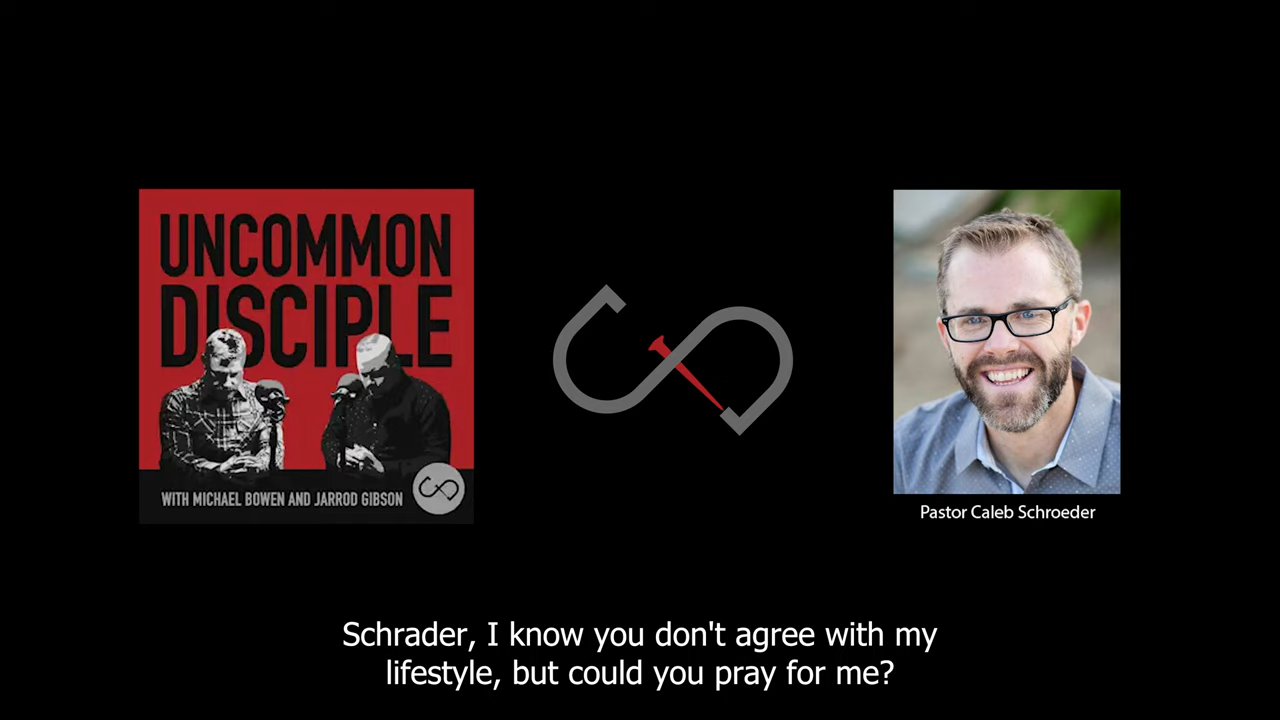 UNCOMMON
DISCIPLE
WITH MICHAEL BOWEN AND JARROD GIBSON
Pastor Caleb Schroeder
Schrader, I know you don't agree with my
lifestyle, but could you pray for me?